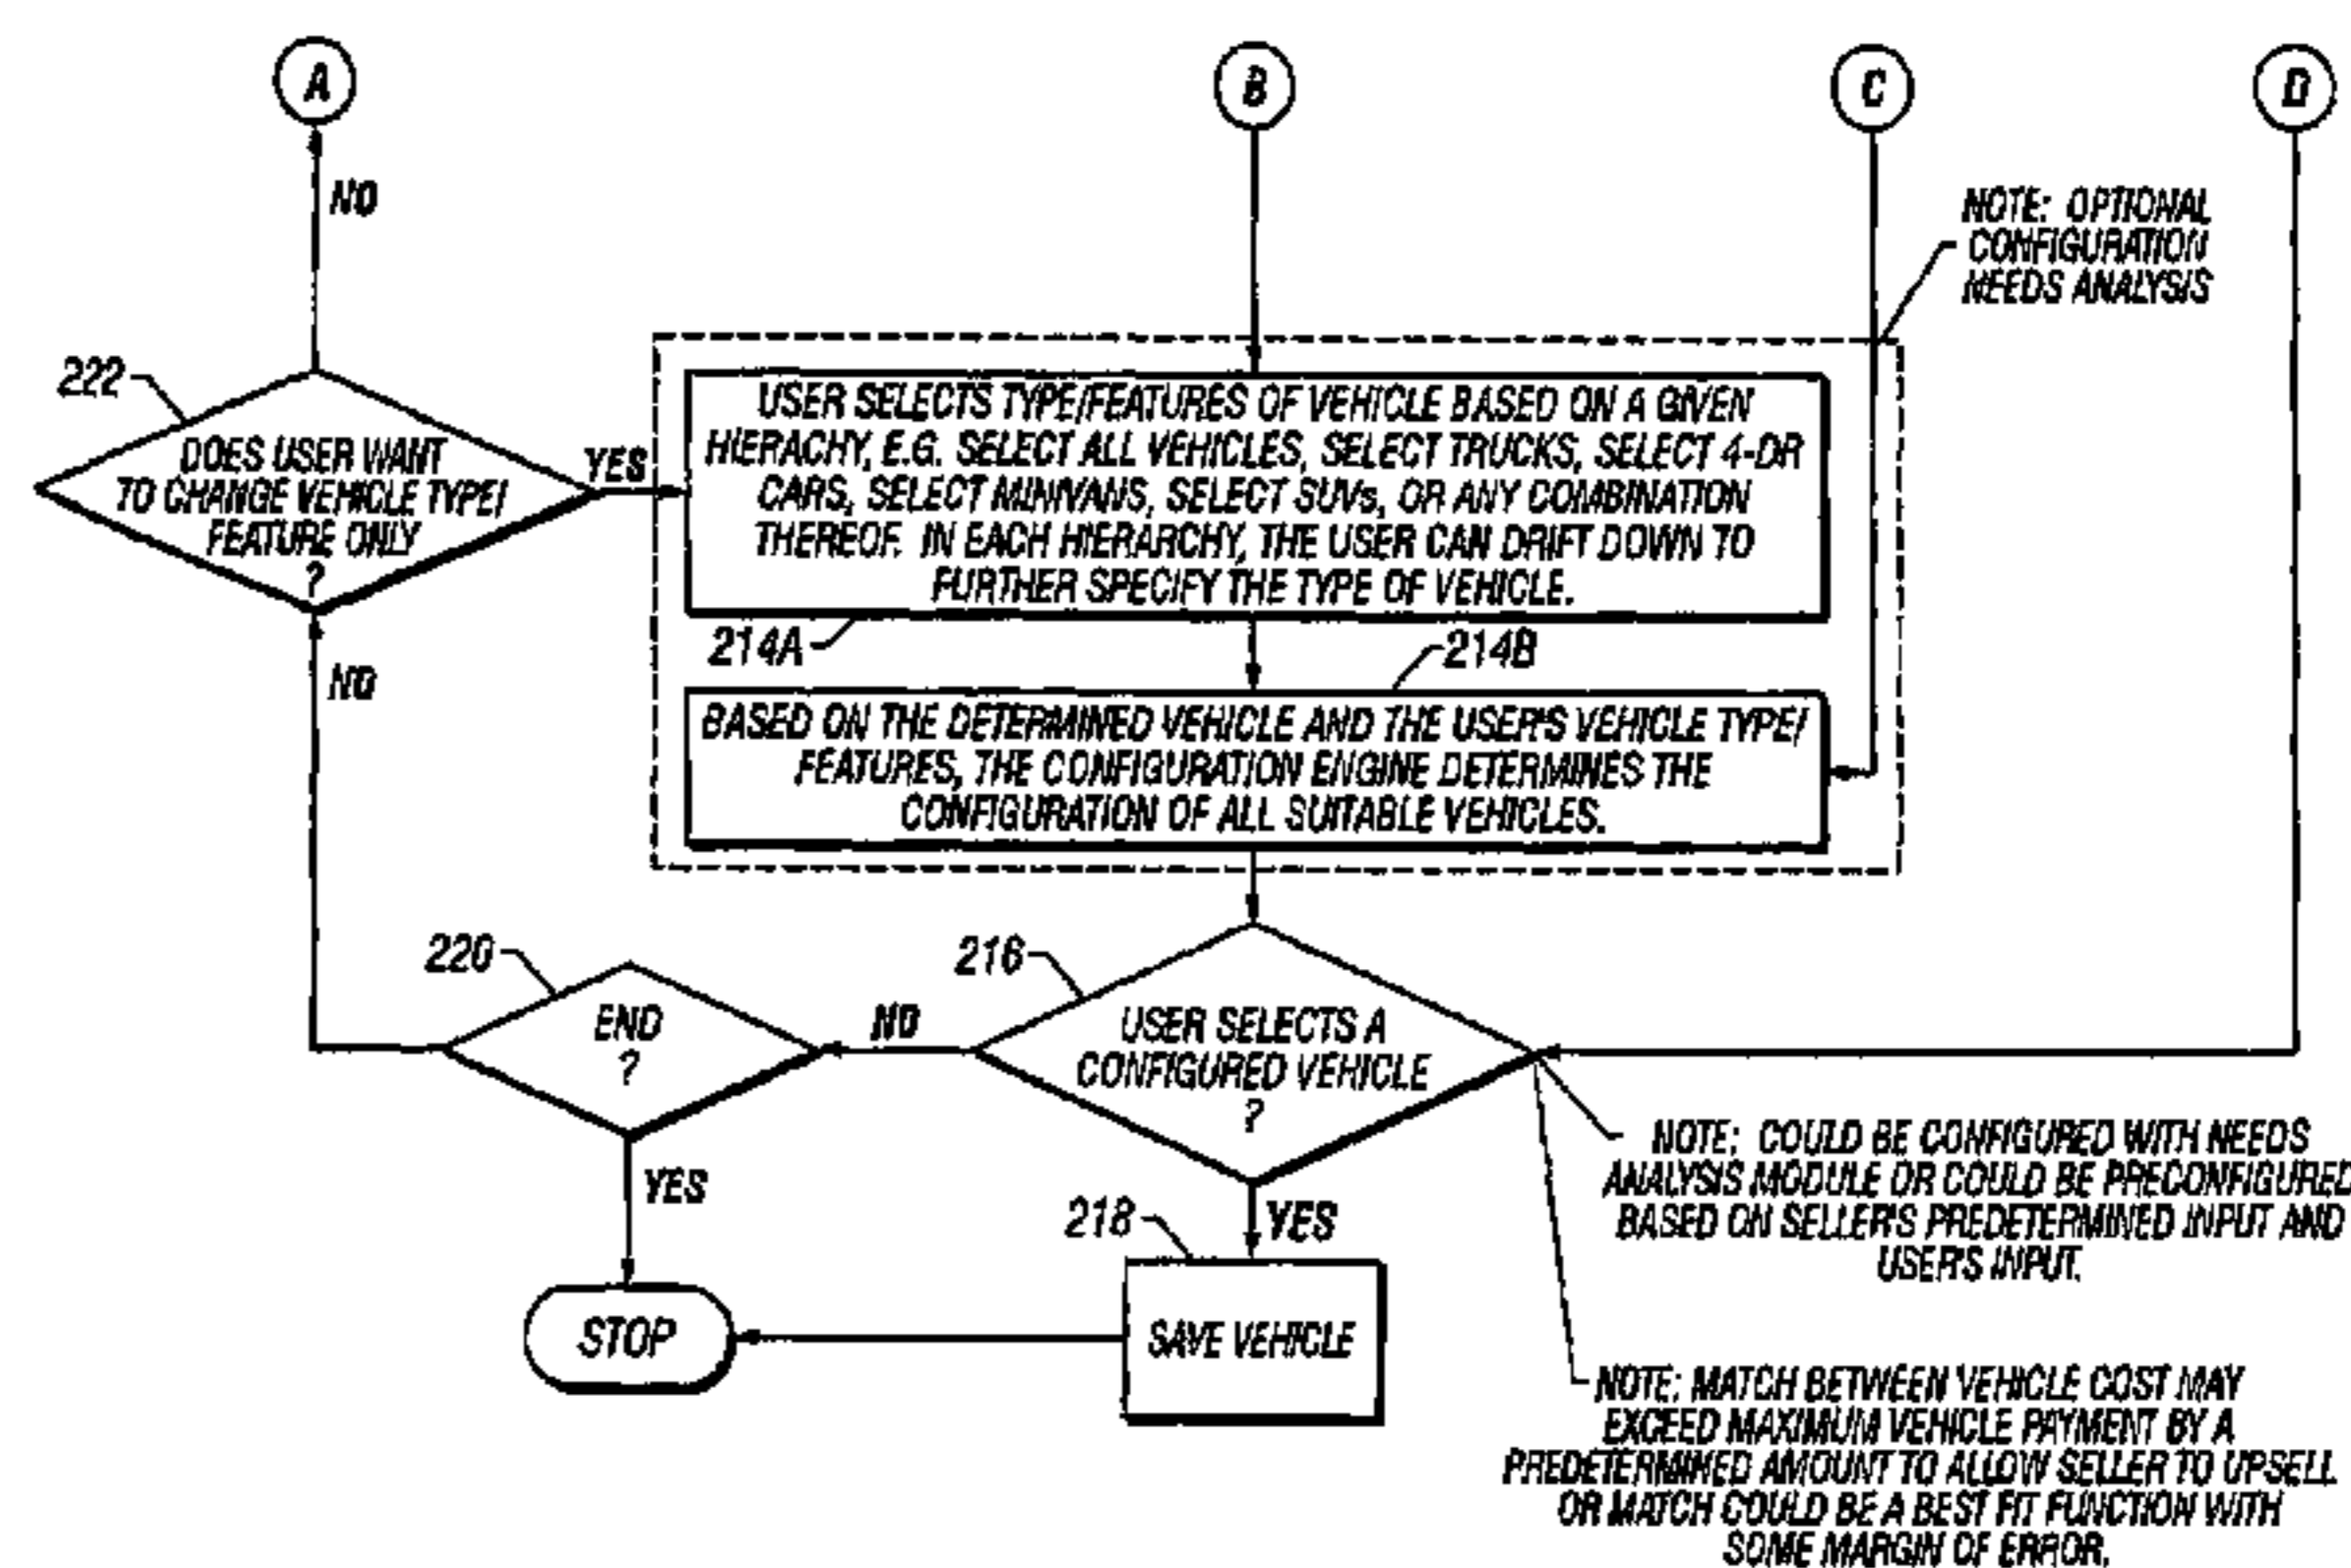 A
B
C
D
NO
NOTE: OPTIONAL
CONFIGURATION
NEEDS ANALYSIS
222
DOES USER WANT
TO CHANGE VEHICLE TYPE/
FEATURE ONLY
?
YES
USER SELECTS TYPE/FEATURES OF VEHICLE BASED ON A GIVEN
HIERACHY, E.G. SELECT ALL VEHICLES, SELECT TRUCKS, SELECT 4-DR
CARS, SELECT MINIVANS, SELECT SUVs, OR ANY COMBINATION
THEREOF. IN EACH HIERARCHY, THE USER CAN DRIFT DOWN TO
FURTHER SPECIFY THE TYPE OF VEHICLE.
214A
214B
NO
BASED ON THE DETERMINED VEHICLE AND THE USER'S VEHICLE TYPE/
FEATURES, THE CONFIGURATION ENGINE DETERMINES THE
CONFIGURATION OF ALL SUITABLE VEHICLES.
220
END
?
NO
216
USER SELECTS A
CONFIGURED VEHICLE
?
YES
218
YES
STOP
SAVE VEHICLE
NOTE: COULD BE CONFIGURED WITH NEEDS
ANALYSIS MODULE OR COULD BE PRECONFIGURED
BASED ON SELLER'S PREDETERMINED INPUT AND
USER'S INPUT.
NOTE: MATCH BETWEEN VEHICLE COST MAY
EXCEED MAXIMUM VEHICLE PAYMENT BY A
PREDETERMINED AMOUNT TO ALLOW SELLER TO UPSELL
OR MATCH COULD BE A BEST FIT FUNCTION WITH
SOME MARGIN OF ERROR.